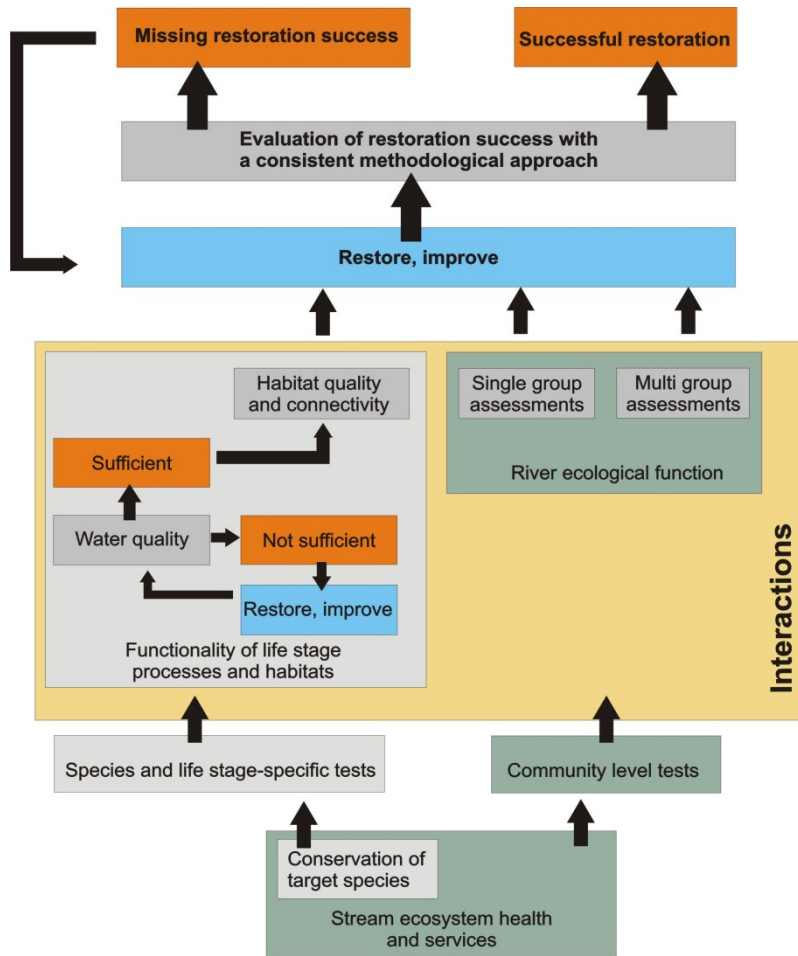 Missing restoration success
Successful restoration
Evaluation of restoration success with
a consistent methodological approach
Restore, improve
Habitat quality
and connectivity
Single group
assessments
Multi group
assessments
Sufficient
River ecological function
Water quality
Not sufficient
Restore, improve
Functionality of life stage
processes and habitats
Interactions
Species and life stage-specific tests
Community level tests
Conservation of
target species
Stream ecosystem health
and services